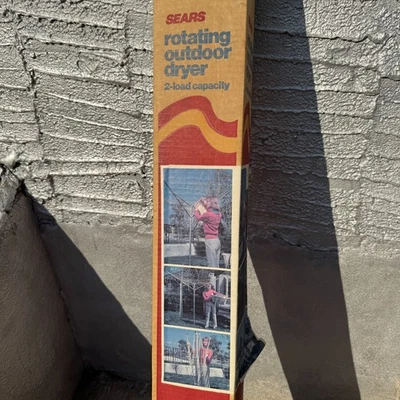 SEARS
rotating
outdoor
dryer
2-load capacity